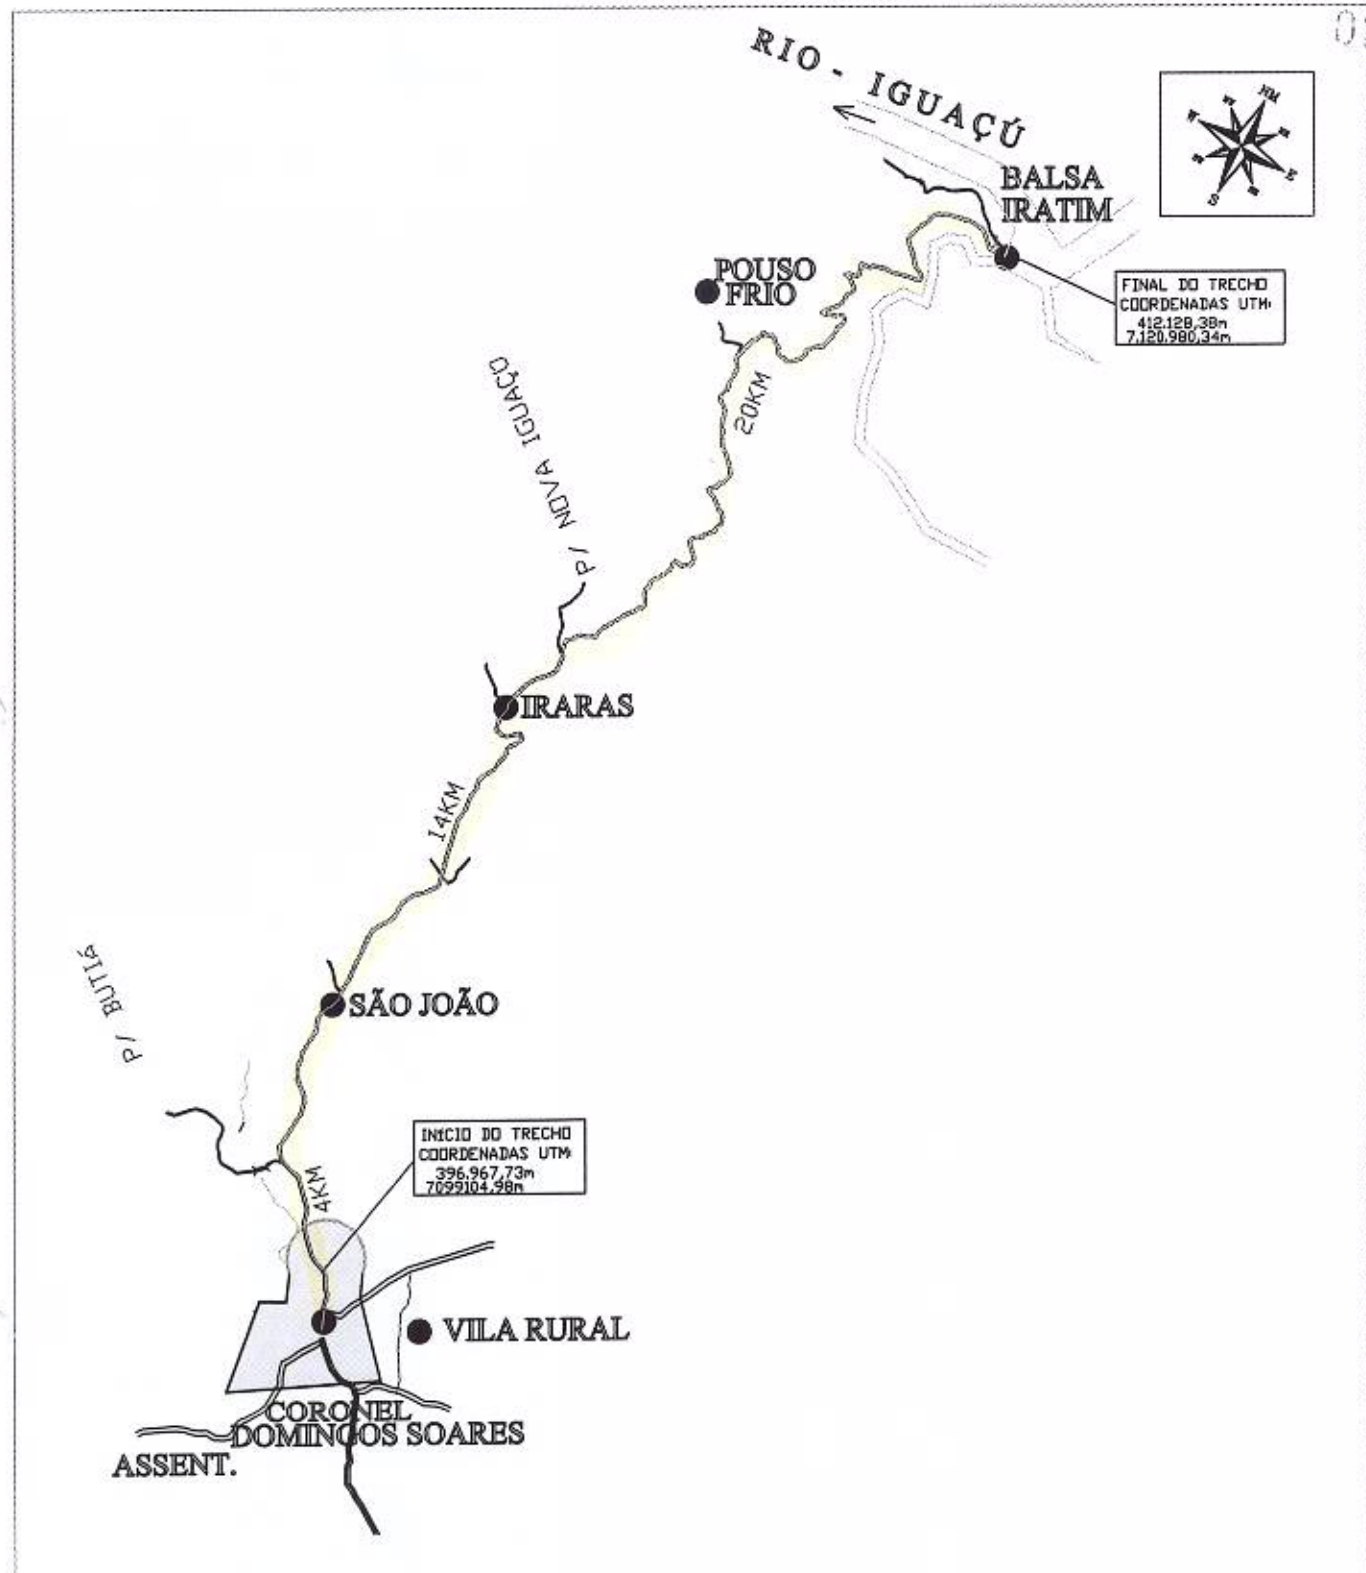 RIO - IGUAÇÚ
BALSA
IRATIM
POUSO
FRIO
FINAL DO TRECHO
COORDENADAS UTM:
412.128,38m
7.120.980,34m
20KM
P/ NOVA IGUAÇO
IRARAS
14KM
SÃO JOÃO
P/ BUTIÁ
INÍCIO DO TRECHO
COORDENADAS UTM:
396.967,73m
7099104,98m
4KM
VILA RURAL
CORONEL
DOMINGOS SOARES
ASSENT.
E
S